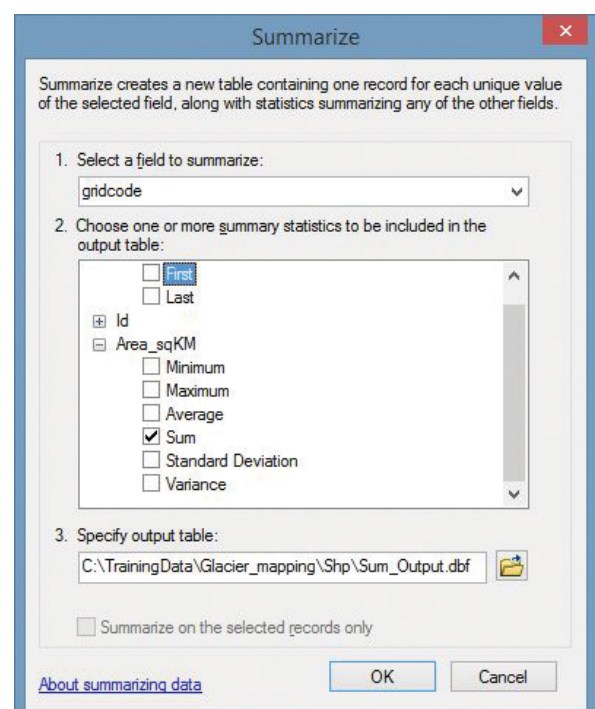 Summarize
Summarize creates a new table containing one record for each unique value
of the selected field, along with statistics summarizing any of the other fields.
1. Select a field to summarize:
gridcode
2. Choose one or more summary statistics to be included in the
output table:
First
Last
Id
Area_sqKM
Minimum
Maximum
Average
Sum
Standard Deviation
Variance
3. Specify output table:
C:\TrainingData\Glacier_mapping\Shp\Sum_Output.dbf
Summarize on the selected records only
About summarizing data
OK
Cancel